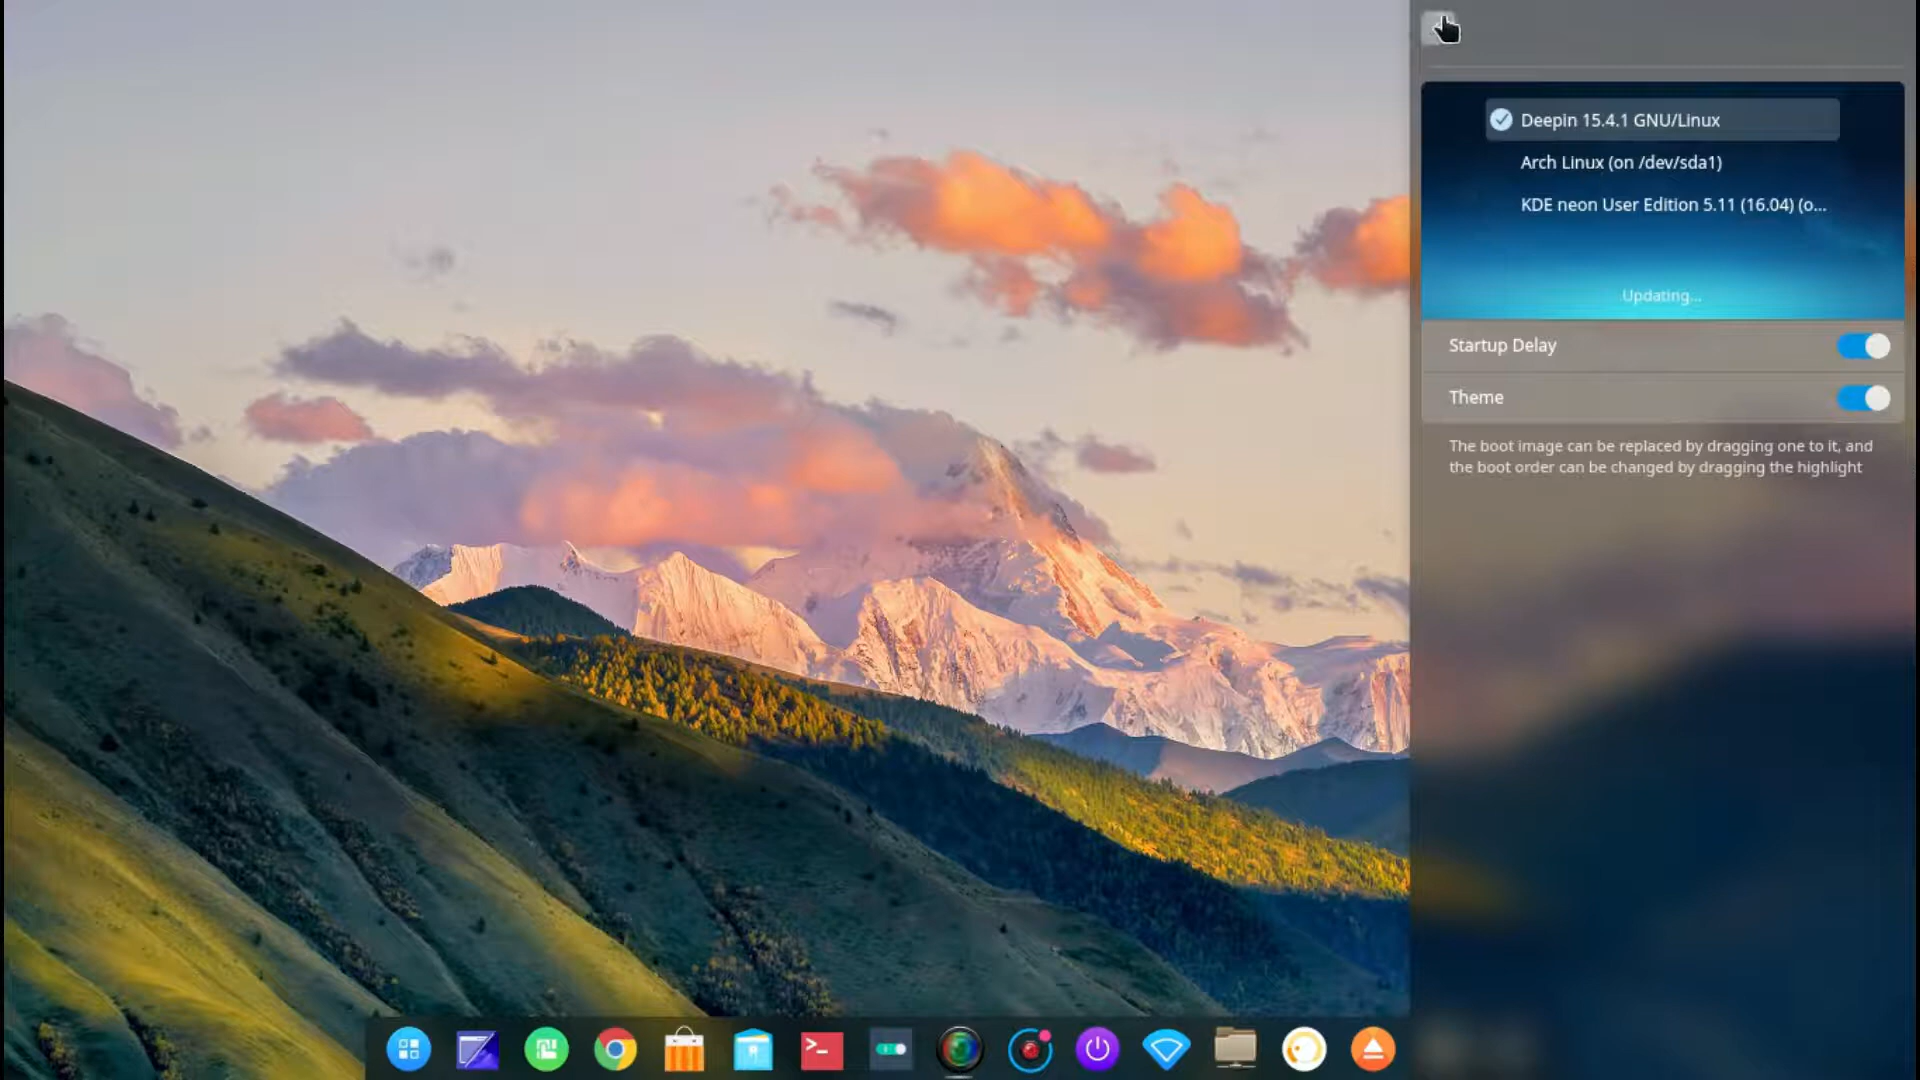 Deepin 15.4.1 GNU/Linux
Arch Linux (on /dev/sda1)
KDE neon User Edition 5.11 (16.04) (o...
Updating...
Startup Delay
Theme
The boot image can be replaced by dragging one to it, and
the boot order can be changed by dragging the highlight